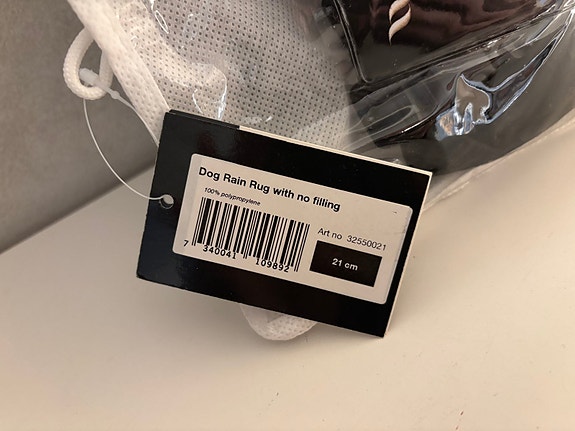 Dog Rain Rug with no filling
100% polypropylene
Art no 32550021
7 340041 109892
21 cm